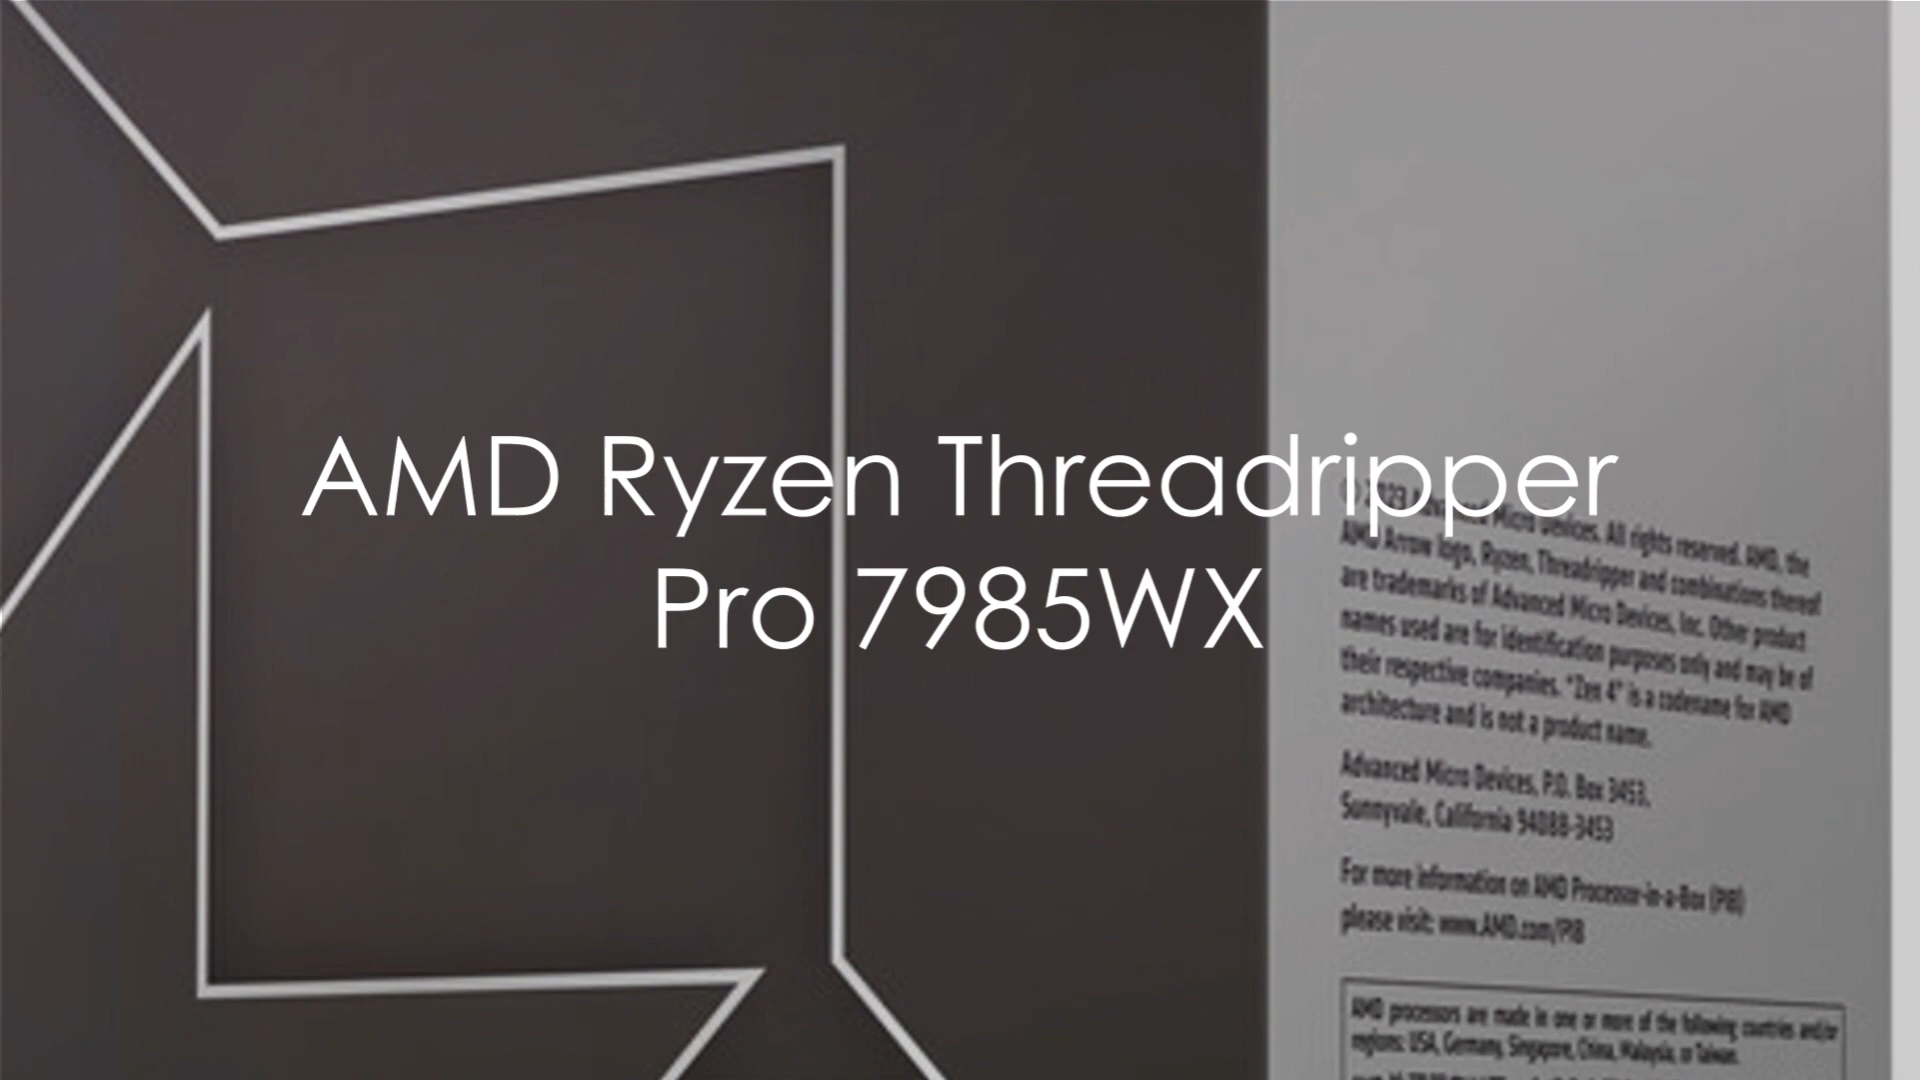 AMD Ryzen Threadripper
Pro 7985WX
Advanced Micro Devices. All rights reserved. AMD, the
AMD Arrow logo, Ryzen, Threadripper and combinations thereof
are trademarks of Advanced Micro Devices, Inc. Other product
names used are for identification purposes only and may be of
their respective companies. "Zen 4" is a codename for AMD
architecture and is not a product name.
Advanced Micro Devices, P.O. Box 3453,
Sunnyvale, California 94088-3453
For more information on AMD Processor-in-a-Box (PIB)
please visit: www.AMD.com/PIB
AMD processors are made in one or more of the following countries and/or
regions: USA, Germany, Singapore, China, Malaysia, or Taiwan.